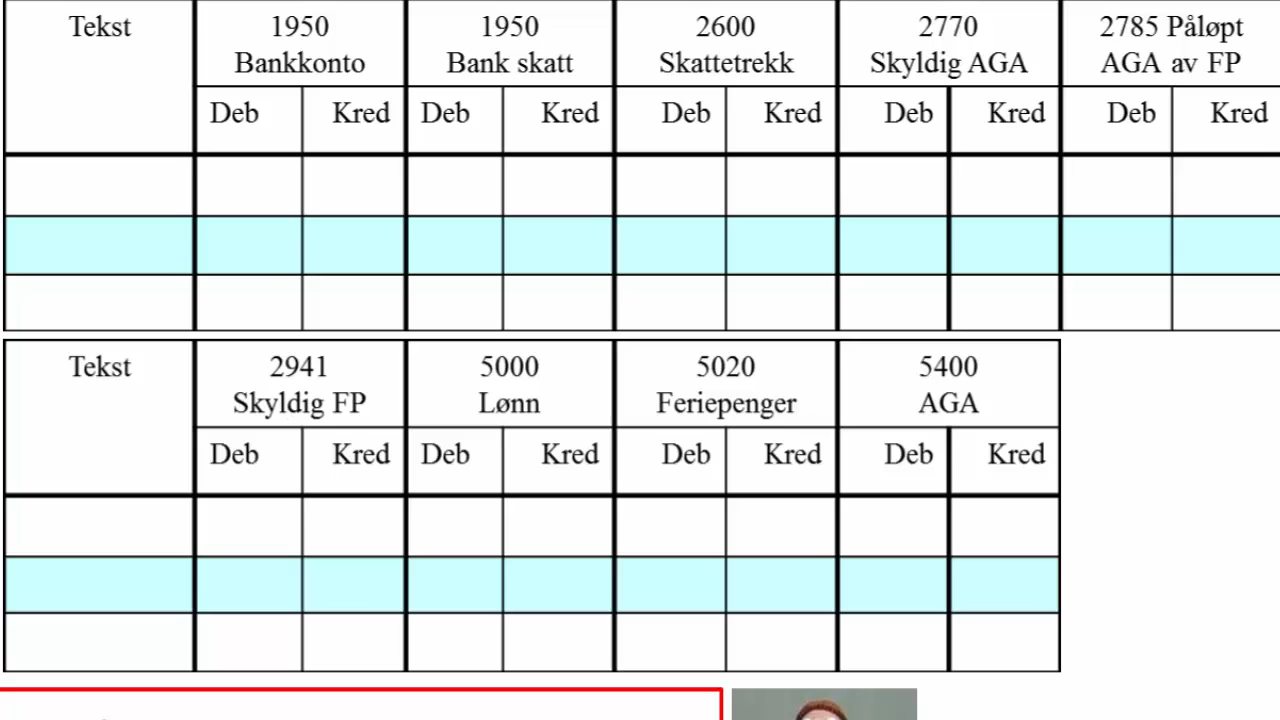 Tekst 1950 1950 2600 2770 2785 Påløpt
Bankkonto Bank skatt Skattetrekk Skyldig AGA AGA av FP
Deb Kred Deb Kred Deb Kred Deb Kred Deb Kred
Tekst 2941 5000 5020 5400
Skyldig FP Lønn Feriepenger AGA
Deb Kred Deb Kred Deb Kred Deb Kred